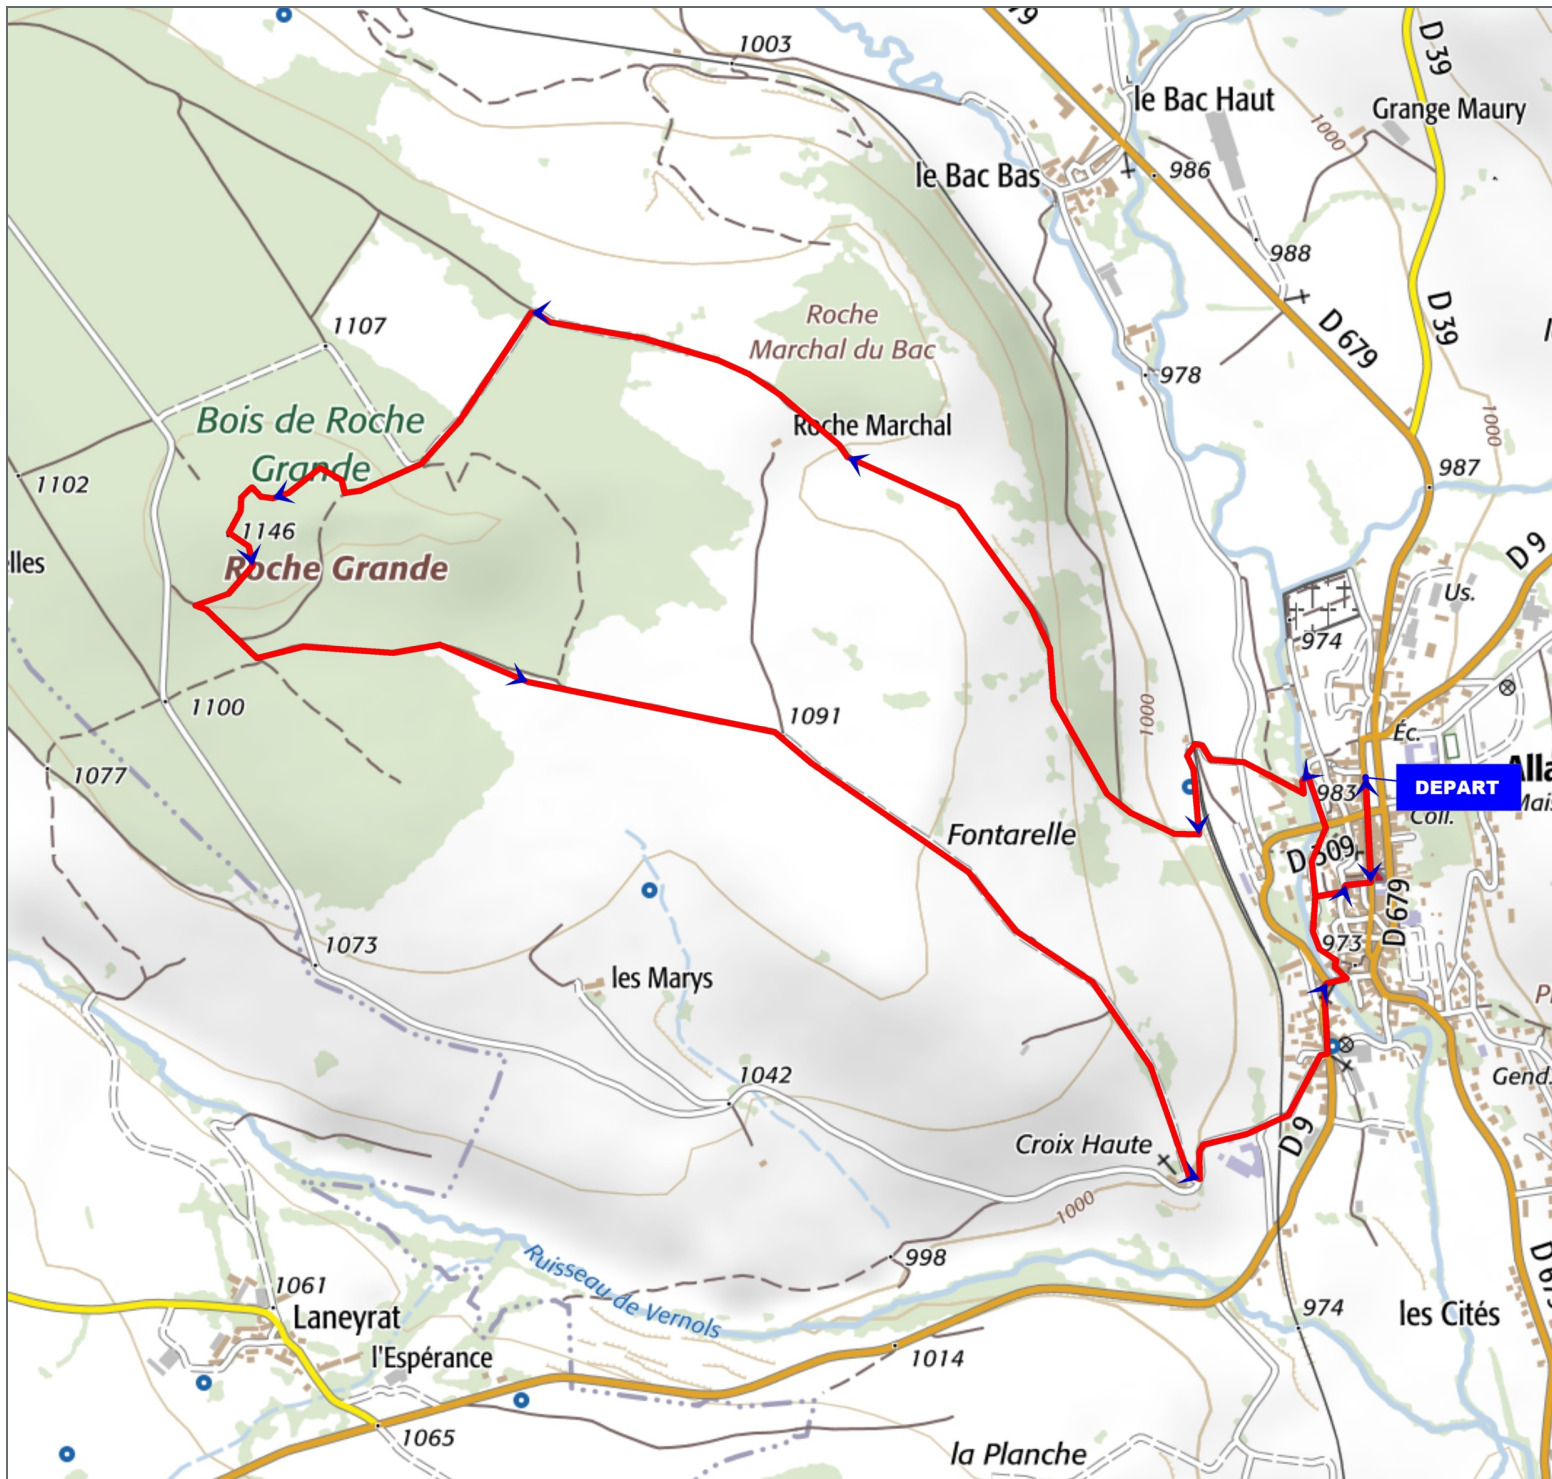 1003
D 39
le Bac Haut
Grange Maury
1000
le Bac Bas
986
988
Roche
Marchal du Bac
D 39
D 679
1107
978
Bois de Roche
Grande
Roche Marchal
1000
987
1102
1146
Roche Grande
D 9
Us.
974
1100
1091
1000
Éc.
1077
983
DEPART
Coll.
Fontarelle
D 509
D 679
973
1073
les Marys
1042
Gend.
Croix Haute
D 9
1000
998
Ruisseau de Vernols
1061
Laneyrat
974
les Cités
l'Espérance
1014
1065
la Planche